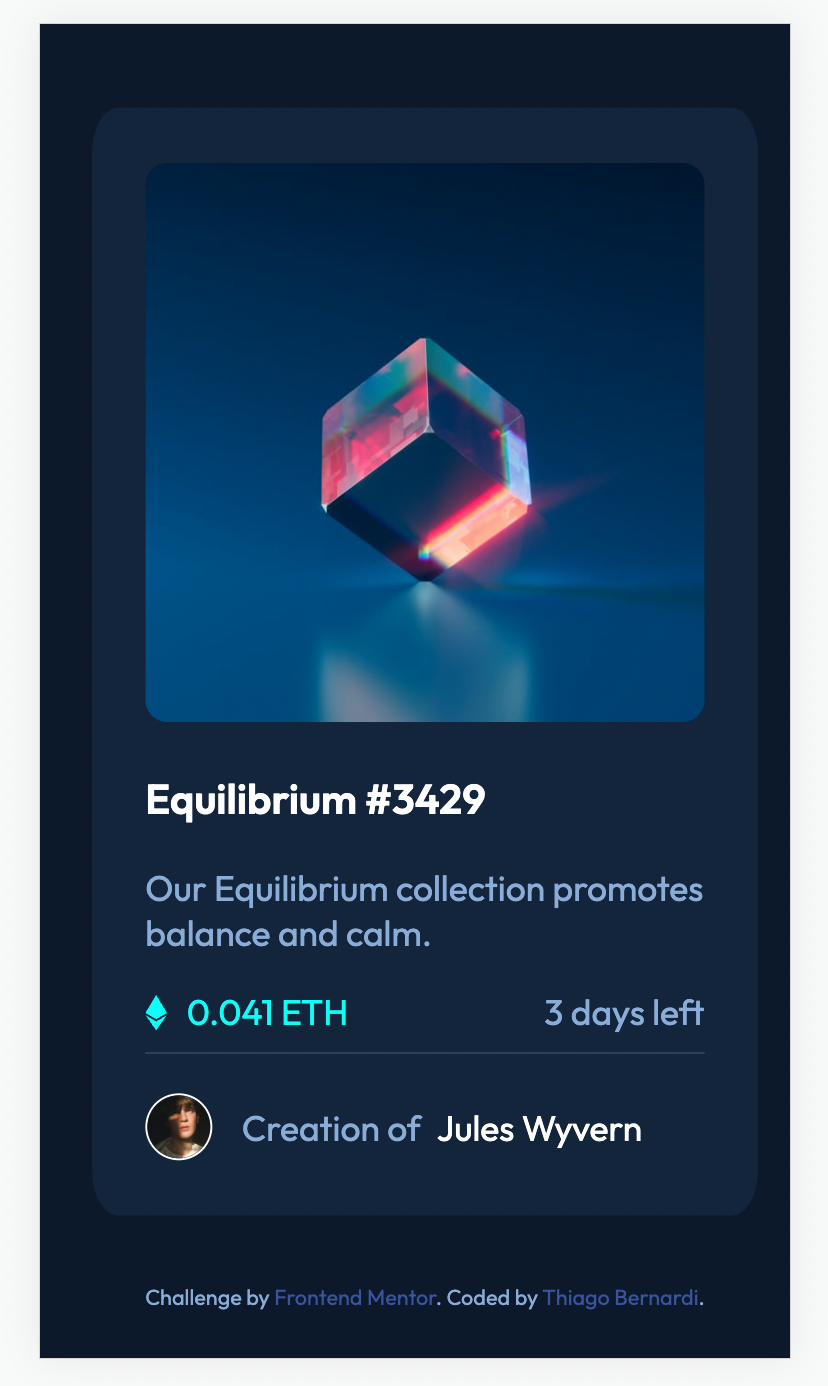 Equilibrium #3429
Our Equilibrium collection promotes
balance and calm.
0.041 ETH
3 days left
Creation of Jules Wyvern
Challenge by Frontend Mentor. Coded by Thiago Bernardi.